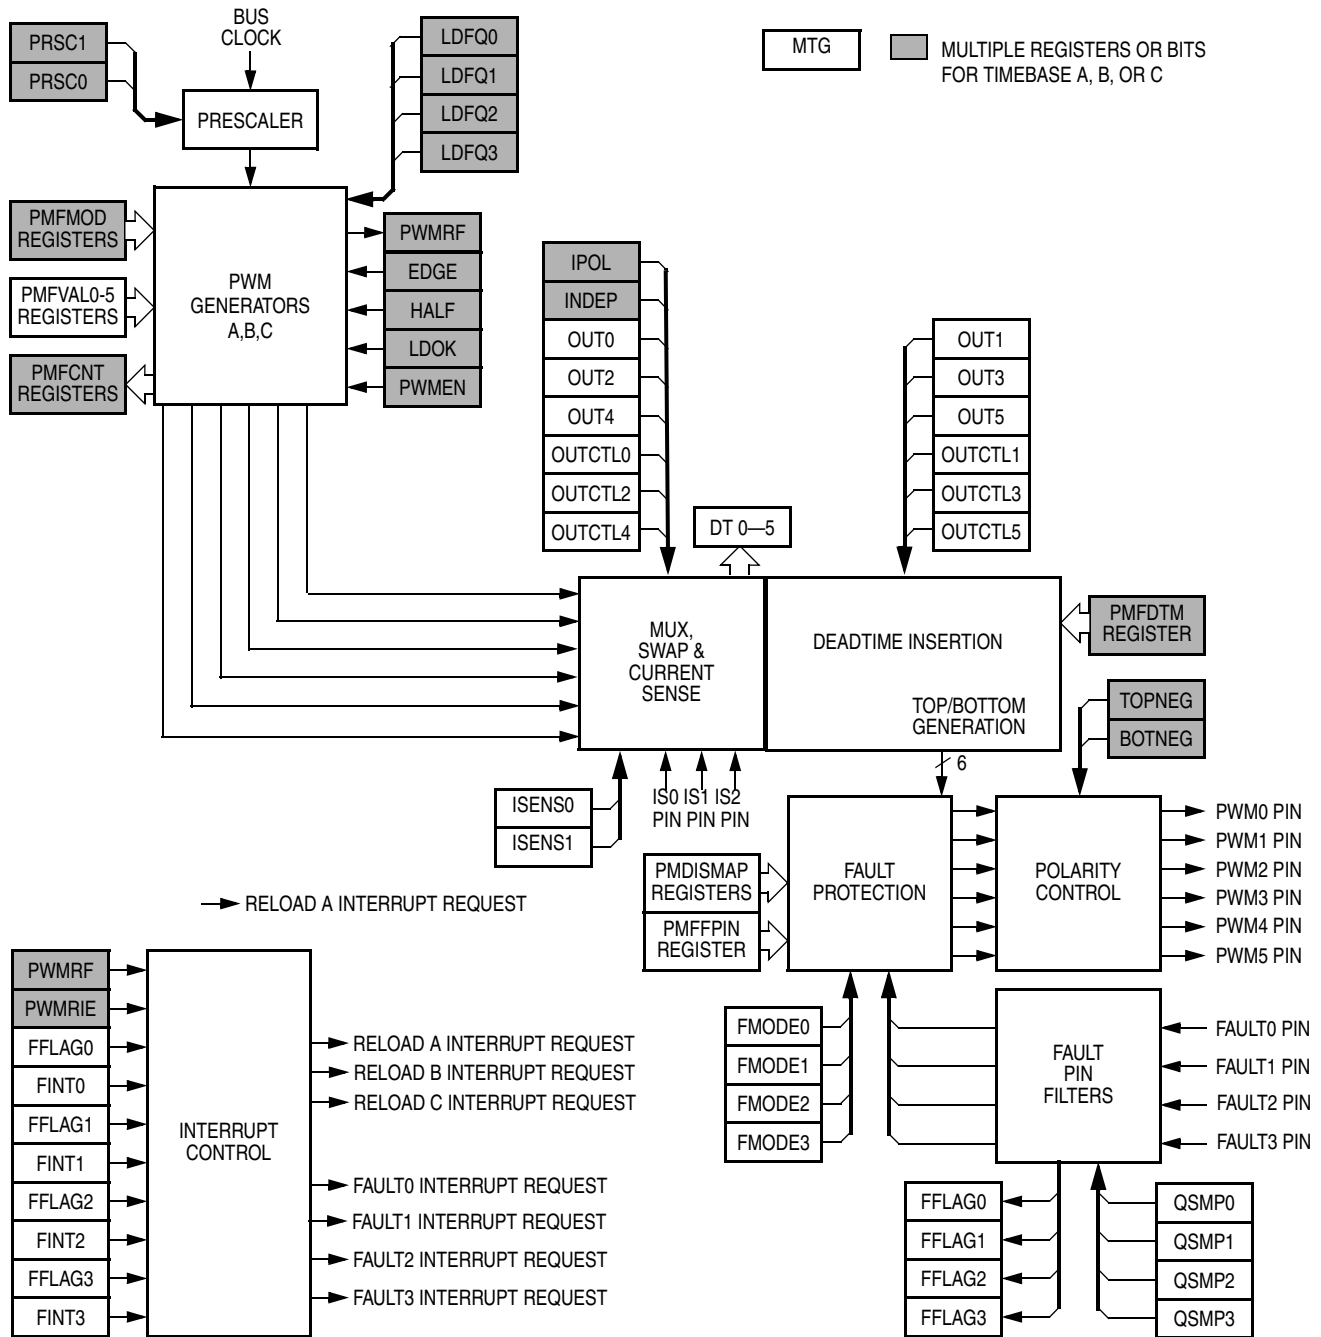 BUS
CLOCK
PRSC1
PRSC0
PRESCALER
LDFQ0
LDFQ1
LDFQ2
LDFQ3
MTG
MULTIPLE REGISTERS OR BITS
FOR TIMEBASE A, B, OR C
PMFMOD
REGISTERS
PMFVAL0-5
REGISTERS
PMFCNT
REGISTERS
PWM
GENERATORS
A,B,C
PWMRF
EDGE
HALF
LDOK
PWMEN
IPOL
INDEP
OUT0
OUT2
OUT4
OUTCTL0
OUTCTL2
OUTCTL4
DT 0—5
OUT1
OUT3
OUT5
OUTCTL1
OUTCTL3
OUTCTL5
MUX,
SWAP &
CURRENT
SENSE
DEADTIME INSERTION
TOP/BOTTOM
GENERATION
PMFDTM
REGISTER
TOPNEG
BOTNEG
6
ISENS0
ISENS1
IS0 IS1 IS2
PIN PIN PIN
PMDISMAP
REGISTERS
PMFFPIN
REGISTER
FAULT
PROTECTION
POLARITY
CONTROL
PWM0 PIN
PWM1 PIN
PWM2 PIN
PWM3 PIN
PWM4 PIN
PWM5 PIN
RELOAD A INTERRUPT REQUEST
PWMRF
PWMRIE
FFLAG0
FINT0
FFLAG1
FINT1
FFLAG2
FINT2
FFLAG3
FINT3
INTERRUPT
CONTROL
RELOAD A INTERRUPT REQUEST
RELOAD B INTERRUPT REQUEST
RELOAD C INTERRUPT REQUEST
FAULT0 INTERRUPT REQUEST
FAULT1 INTERRUPT REQUEST
FAULT2 INTERRUPT REQUEST
FAULT3 INTERRUPT REQUEST
FMODE0
FMODE1
FMODE2
FMODE3
FAULT
PIN
FILTERS
FAULT0 PIN
FAULT1 PIN
FAULT2 PIN
FAULT3 PIN
FFLAG0
FFLAG1
FFLAG2
FFLAG3
QSMP0
QSMP1
QSMP2
QSMP3